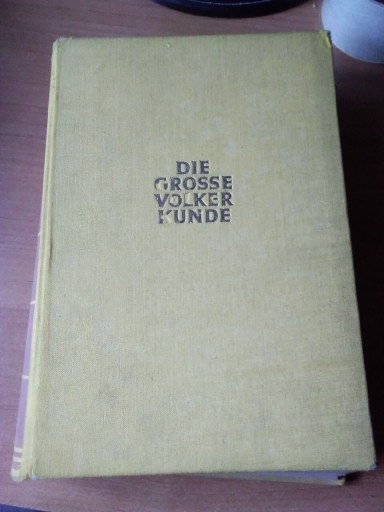 DIE
GROSSE
VÖLKER
KUNDE